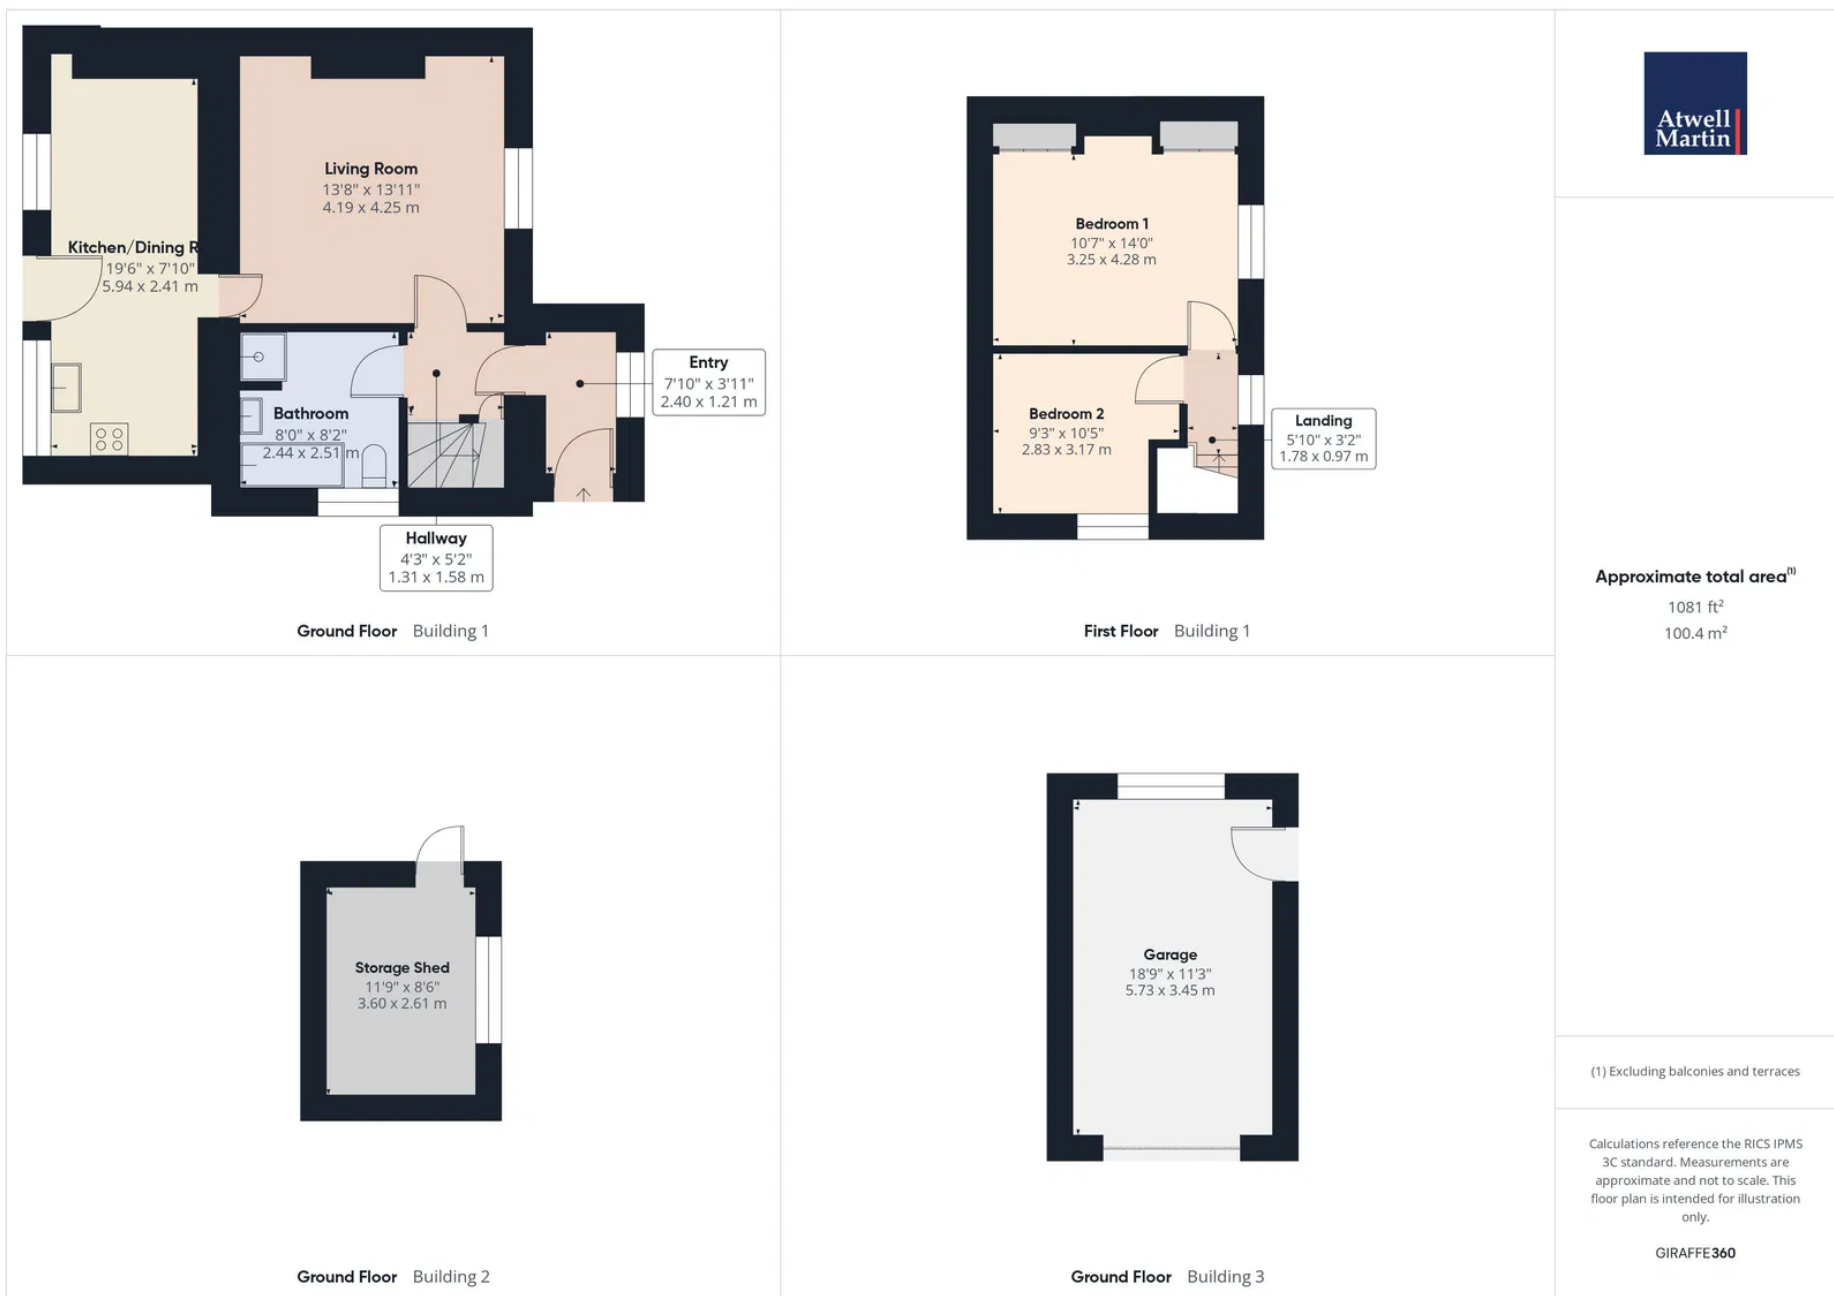 Living Room
13'8" x 13'11"
4.19 x 4.25 m
Kitchen/Dining R
19'6" x 7'10"
5.94 x 2.41 m
Entry
7'10" x 3'11"
2.40 x 1.21 m
Bathroom
8'0" x 8'2"
2.44 x 2.51 m
Hallway
4'3" x 5'2"
1.31 x 1.58 m
Ground Floor Building 1
Bedroom 1
10'7" x 14'0"
3.25 x 4.28 m
Bedroom 2
9'3" x 10'5"
2.83 x 3.17 m
Landing
5'10" x 3'2"
1.78 x 0.97 m
First Floor Building 1
Storage Shed
11'9" x 8'6"
3.60 x 2.61 m
Ground Floor Building 2
Garage
18'9" x 11'3"
5.73 x 3.45 m
Ground Floor Building 3
Atwell
Martin
Approximate total area(1)
1081 ft²
100.4 m²
(1) Excluding balconies and terraces
Calculations reference the RICS IPMS
3C standard. Measurements are
approximate and not to scale. This
floor plan is intended for illustration
only.
GIRAFFE360